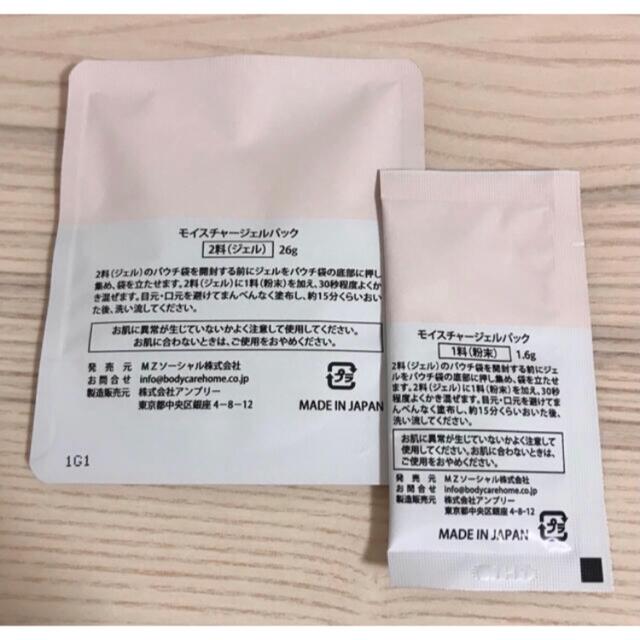 モイスチャージェルパック
2料(ジェル) 26g
2料(ジェル)のパウチ袋を開封する前にジェルをパウチ袋の底部に押し
集め、袋を立たせます。2料(ジェル)に1料(粉末)を加え、30秒程度よくか
き混ぜます。目元・口元を避けてまんべんなく塗布し、約15分くらいおい
た後、洗い流してください。
お肌に異常が生じていないかよく注意して使用してください。
お肌に合わないときは、ご使用をおやめください。
発売元 MZソーシャル株式会社
お問合せ info@bodycarehome.co.jp
製造販売元 株式会社アンプリー
東京都中央区銀座4-8-12
プラ
MADE IN JAPAN
1G1
モイスチャージェルパック
1料(粉末) 1.6g
2料(ジェル)のパウチ袋を開封する前にジェ
ルをパウチ袋の底部に押し集め、袋を立たせ
ます。2料(ジェル)に1料(粉末)を加え、30秒
程度よくかき混ぜます。目元・口元を避けてま
んべんなく塗布し、約15分くらいおいた後、
洗い流してください。
お肌に異常が生じていないかよく注意して
使用してください。お肌に合わないときは、
ご使用をおやめください。
発売元 MZソーシャル株式会社
お問合せ info@bodycarehome.co.jp
製造販売元 株式会社アンプリー
東京都中央区銀座4-8-12
MADE IN JAPAN プラ